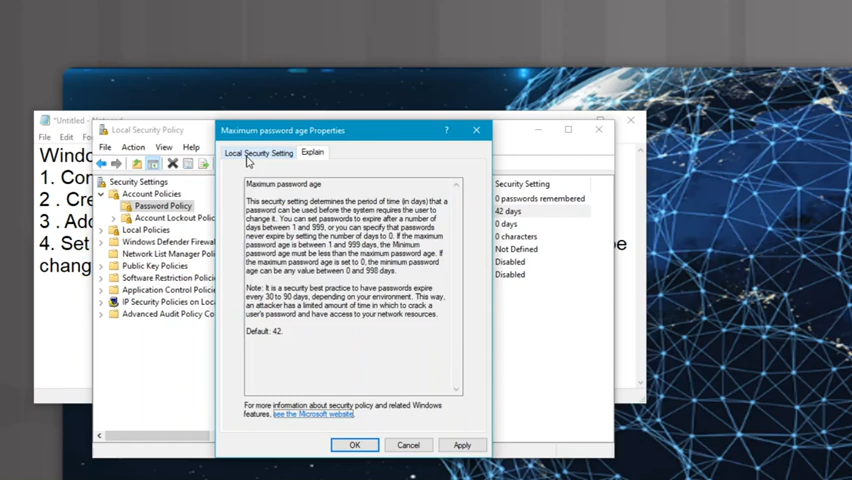 *Untitled - Notepad
File Edit
Windo
1. Con
2 . Cre
3 . Add
4. Set
be
chang
Local Security Policy
File Action View Help
Security Settings
Account Policies
Password Policy
Account Lockout Polic
Local Policies
Windows Defender Firewal
Network List Manager Poli
Public Key Policies
Software Restriction Polici
Application Control Polici
IP Security Policies on Loca
Advanced Audit Policy Co
Security Setting
0 passwords remembered
42 days
0 days
0 characters
Not Defined
Disabled
Disabled
Maximum password age Properties
Local Security Setting Explain
Maximum password age
This security setting determines the period of time (in days) that a
password can be used before the system requires the user to
change it. You can set passwords to expire after a number of
days between 1 and 999, or you can specify that passwords
never expire by setting the number of days to 0. If the maximum
password age is between 1 and 999 days, the Minimum
password age must be less than the maximum password age. If
the maximum password age is set to 0, the minimum password
age can be any value between 0 and 998 days.
Note: It is a security best practice to have passwords expire
every 30 to 90 days, depending on your environment. This way,
an attacker has a limited amount of time in which to crack a
user's password and have access to your network resources.
Default: 42.
For more information about security policy and related Windows
features, see the Microsoft website.
OK Cancel Apply